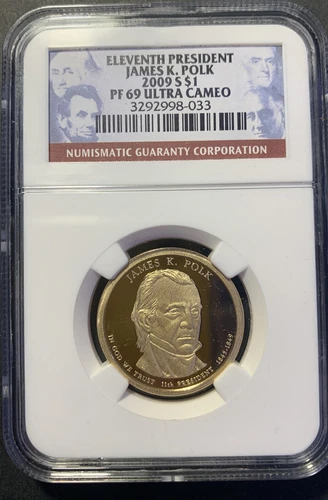 ELEVENTH PRESIDENT
JAMES K. POLK
2009 S $1
PF 69 ULTRA CAMEO
3292998-033
NUMISMATIC GUARANTY CORPORATION
JAMES K. POLK
IN GOD WE TRUST 11th PRESIDENT 1845-1849